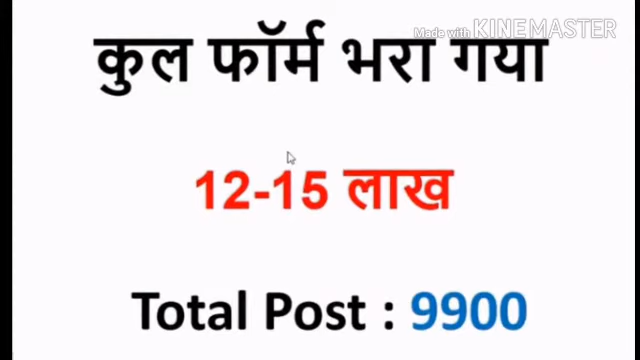 Made with KINEMASTER
कुल फॉर्म भरा गया
12-15 लाख
Total Post : 9900